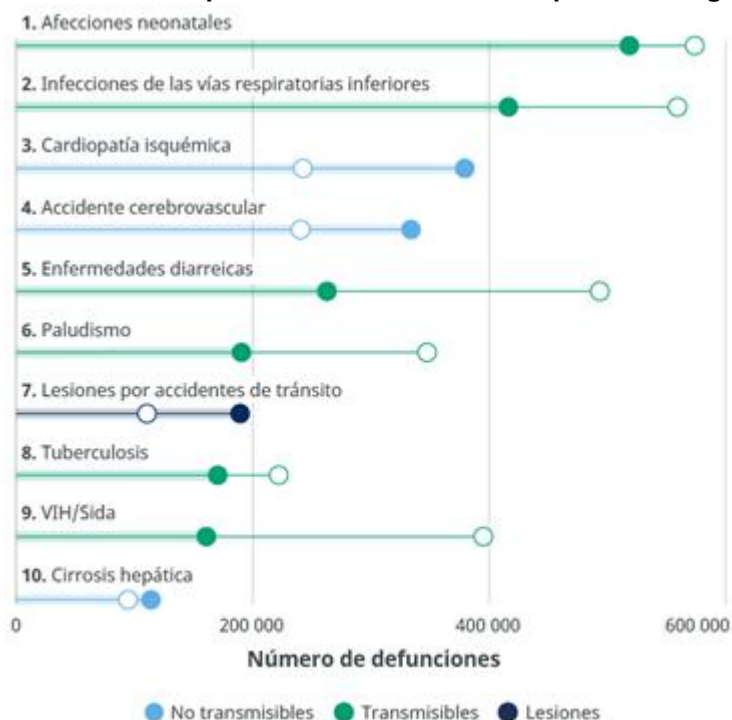 1. Afecciones neonatales
2. Infecciones de las vías respiratorias inferiores
3. Cardiopatía isquémica
4. Accidente cerebrovascular
5. Enfermedades diarreicas
6. Paludismo
7. Lesiones por accidentes de tránsito
8. Tuberculosis
9. VIH/Sida
10. Cirrosis hepática
0 200 000 400 000 600 000
Número de defunciones
No transmisibles Transmisibles Lesiones